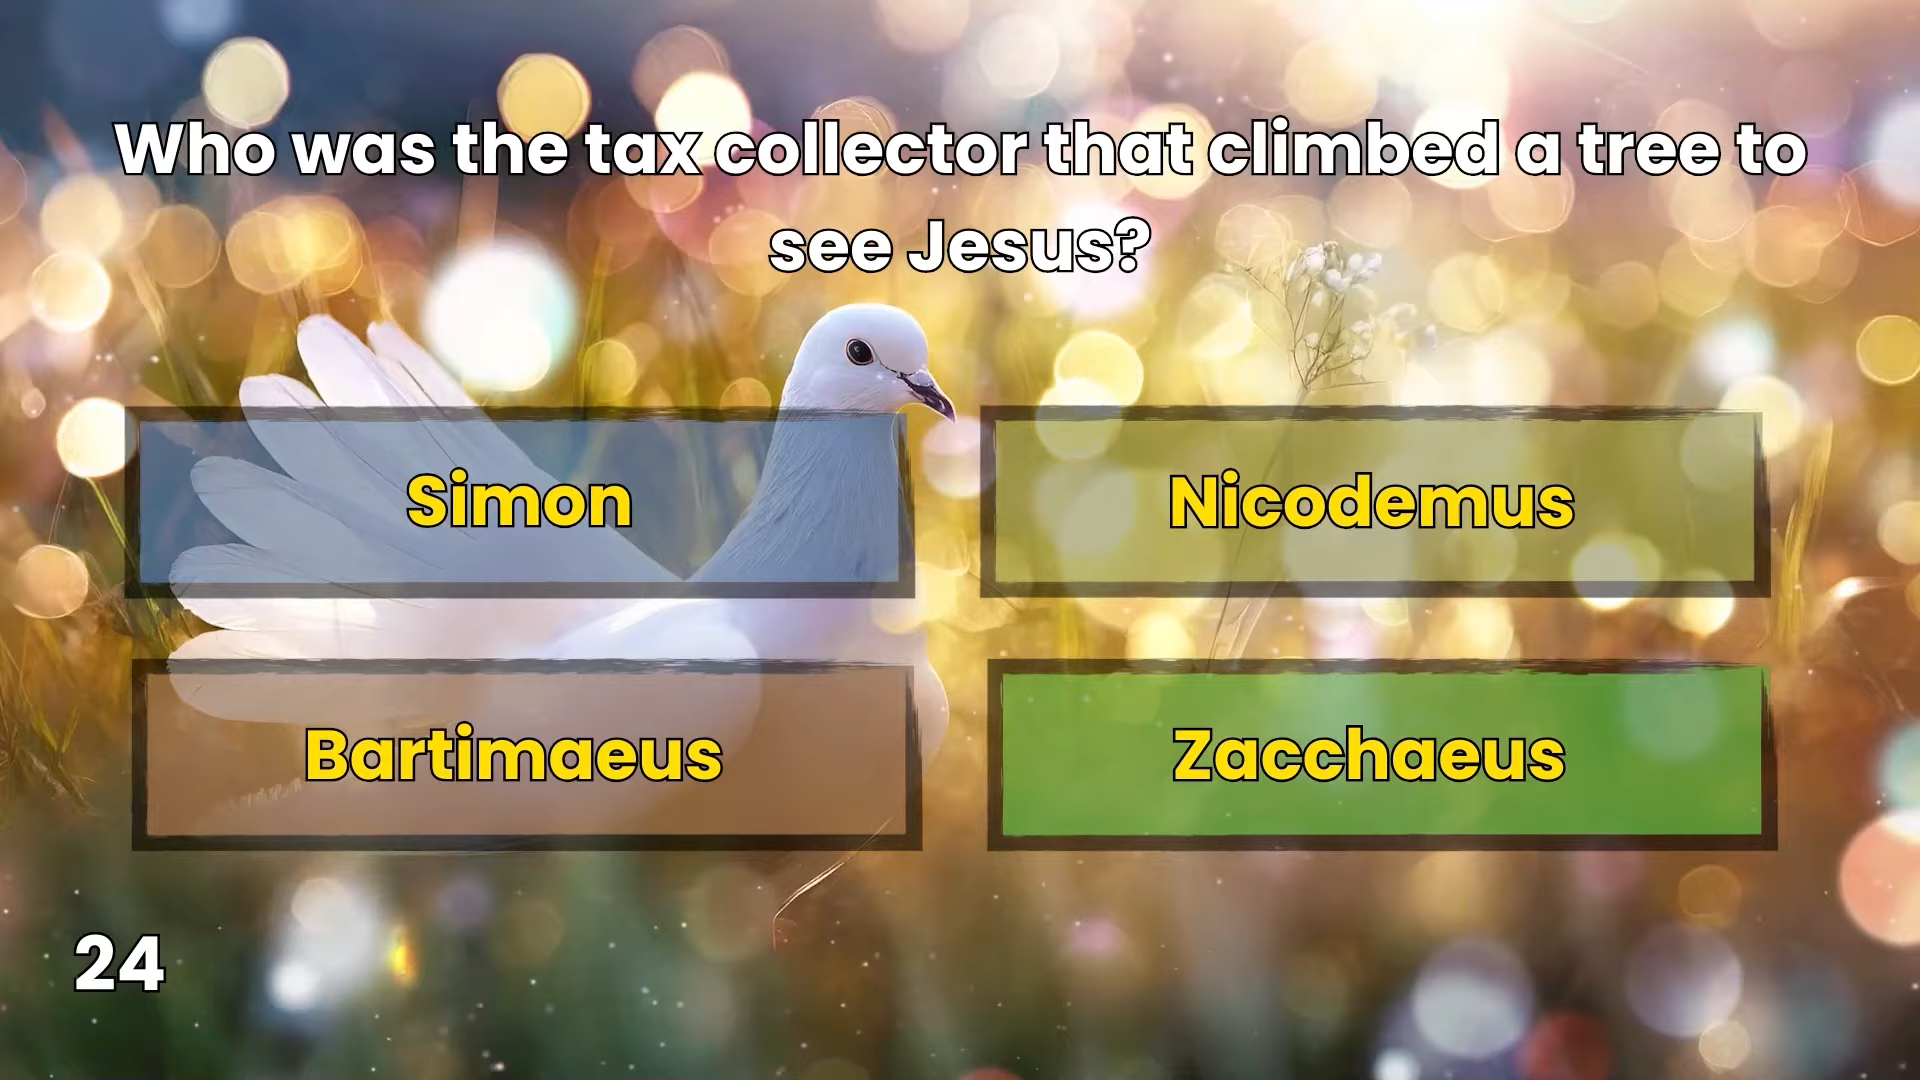 Who was the tax collector that climbed a tree to
see Jesus?
Simon
Nicodemus
Bartimaeus
Zacchaeus
24